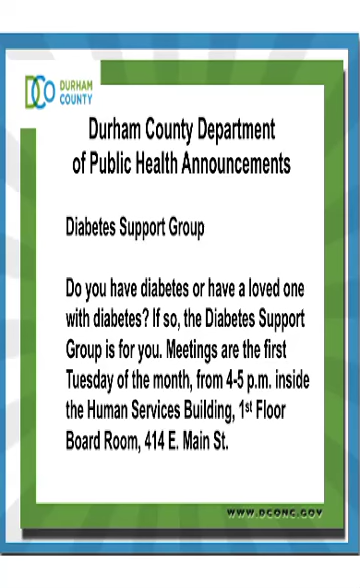 DCO DURHAM
COUNTY
Durham County Department
of Public Health Announcements
Diabetes Support Group
Do you have diabetes or have a loved one
with diabetes? If so, the Diabetes Support
Group is for you. Meetings are the first
Tuesday of the month, from 4-5 p.m. inside
the Human Services Building, 1st Floor
Board Room, 414 E. Main St.
WWW.DCONC.GOV